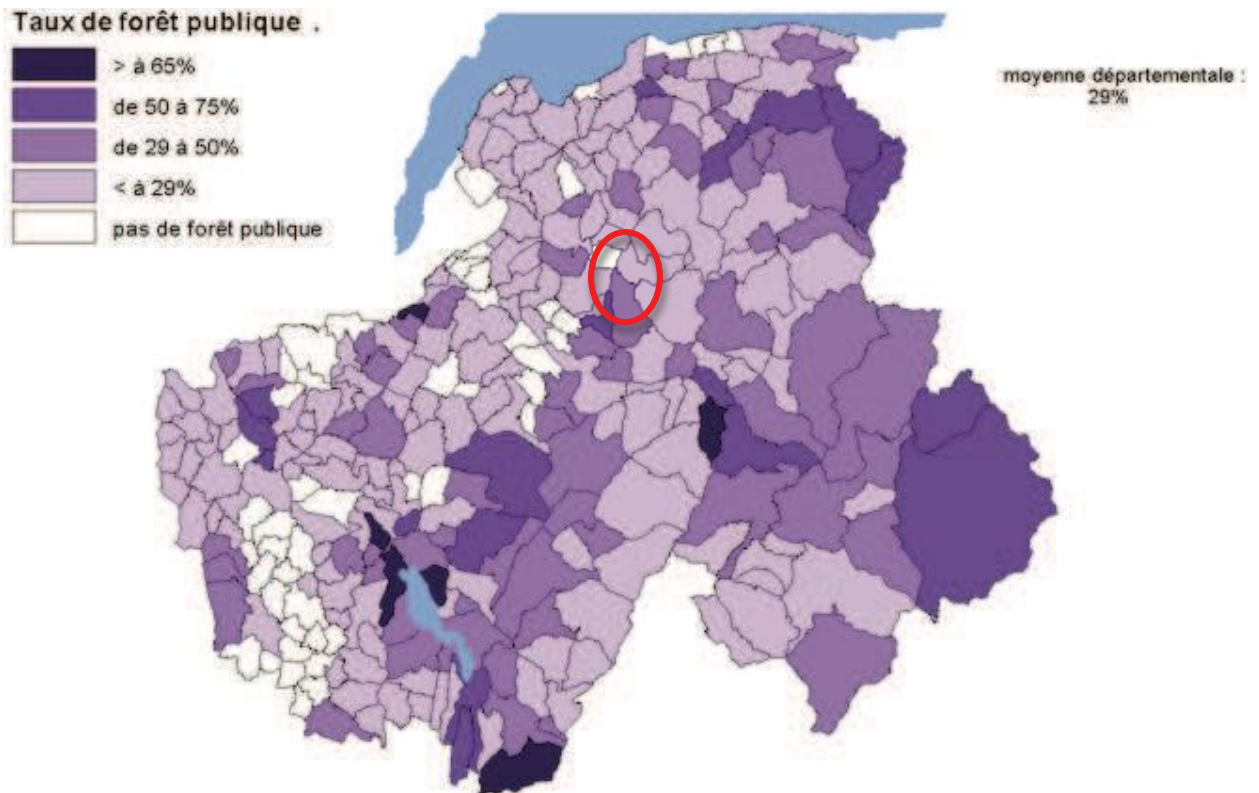 Taux de forêt publique .
> à 65%
de 50 à 75%
de 29 à 50%
< à 29%
pas de forêt publique
moyenne départementale :
29%